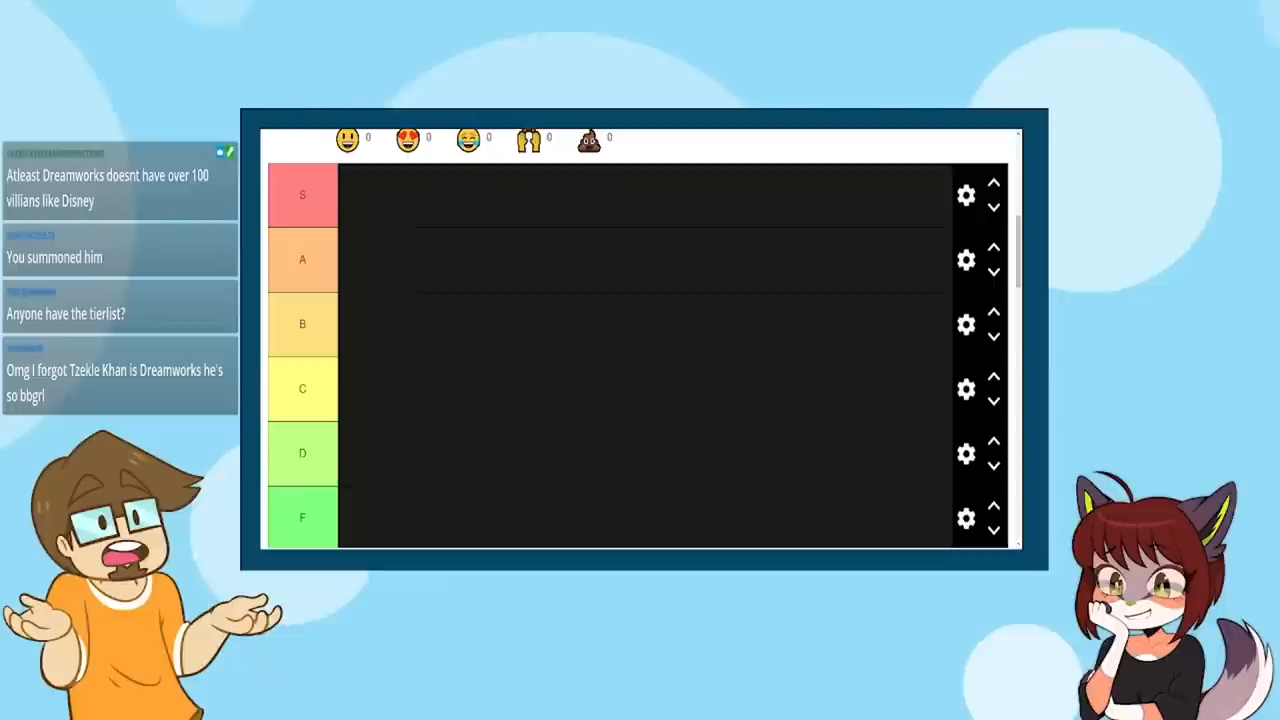 0
0
0
0
0
Atleast Dreamworks doesnt have over 100
villians like Disney
You summoned him
Anyone have the tierlist?
Omg I forgot Tzekle Khan is Dreamworks he's
so bbgrl
S
A
B
C
D
F